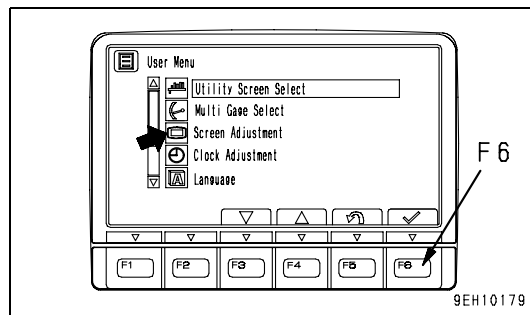 User Menu
Utility Screen Select
Multi Gage Select
Screen Adjustment
Clock Adjustment
A Language
F6
F1 F2 F3 F4 F5 F6
9EH10179